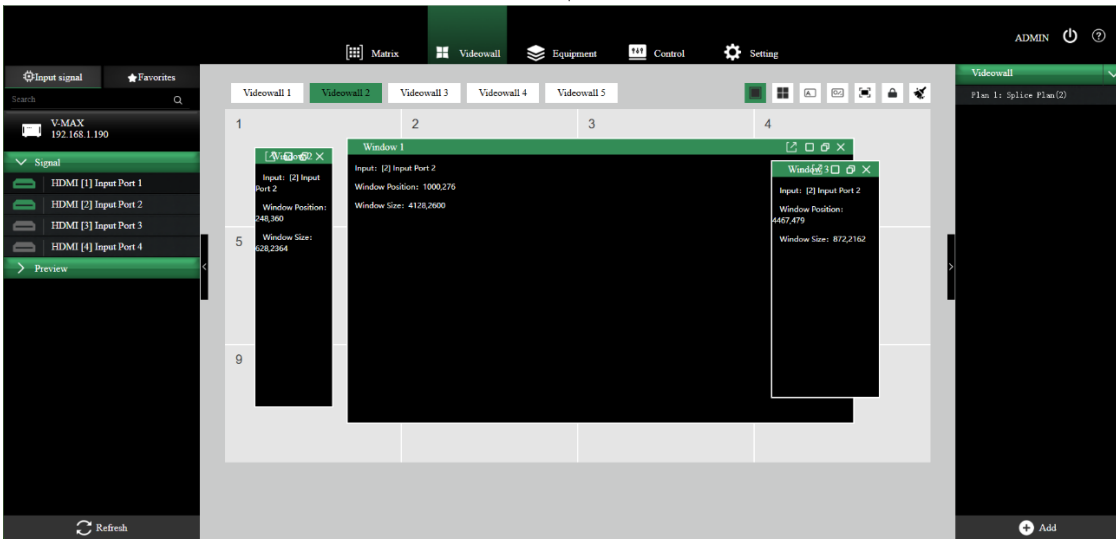 Matrix
Videowall
Equipment
Control
Setting
ADMIN
Input signal
Favorites
Search
V-MAX
192.168.1.190
Signal
HDMI [1] Input Port 1
HDMI [2] Input Port 2
HDMI [3] Input Port 3
HDMI [4] Input Port 4
Preview
Refresh
Videowall 1
Videowall 2
Videowall 3
Videowall 4
Videowall 5
1
2
3
4
5
9
Window 2
Input: [2] Input
Port 2
Window Position:
248,360
Window Size:
628,2364
Window 1
Input: [2] Input Port 2
Window Position: 1000,276
Window Size: 4128,2600
Window 3
Input: [2] Input Port 2
Window Position:
4467,479
Window Size: 872,2162
Videowall
Plan 1: Splice Plan(2)
Add